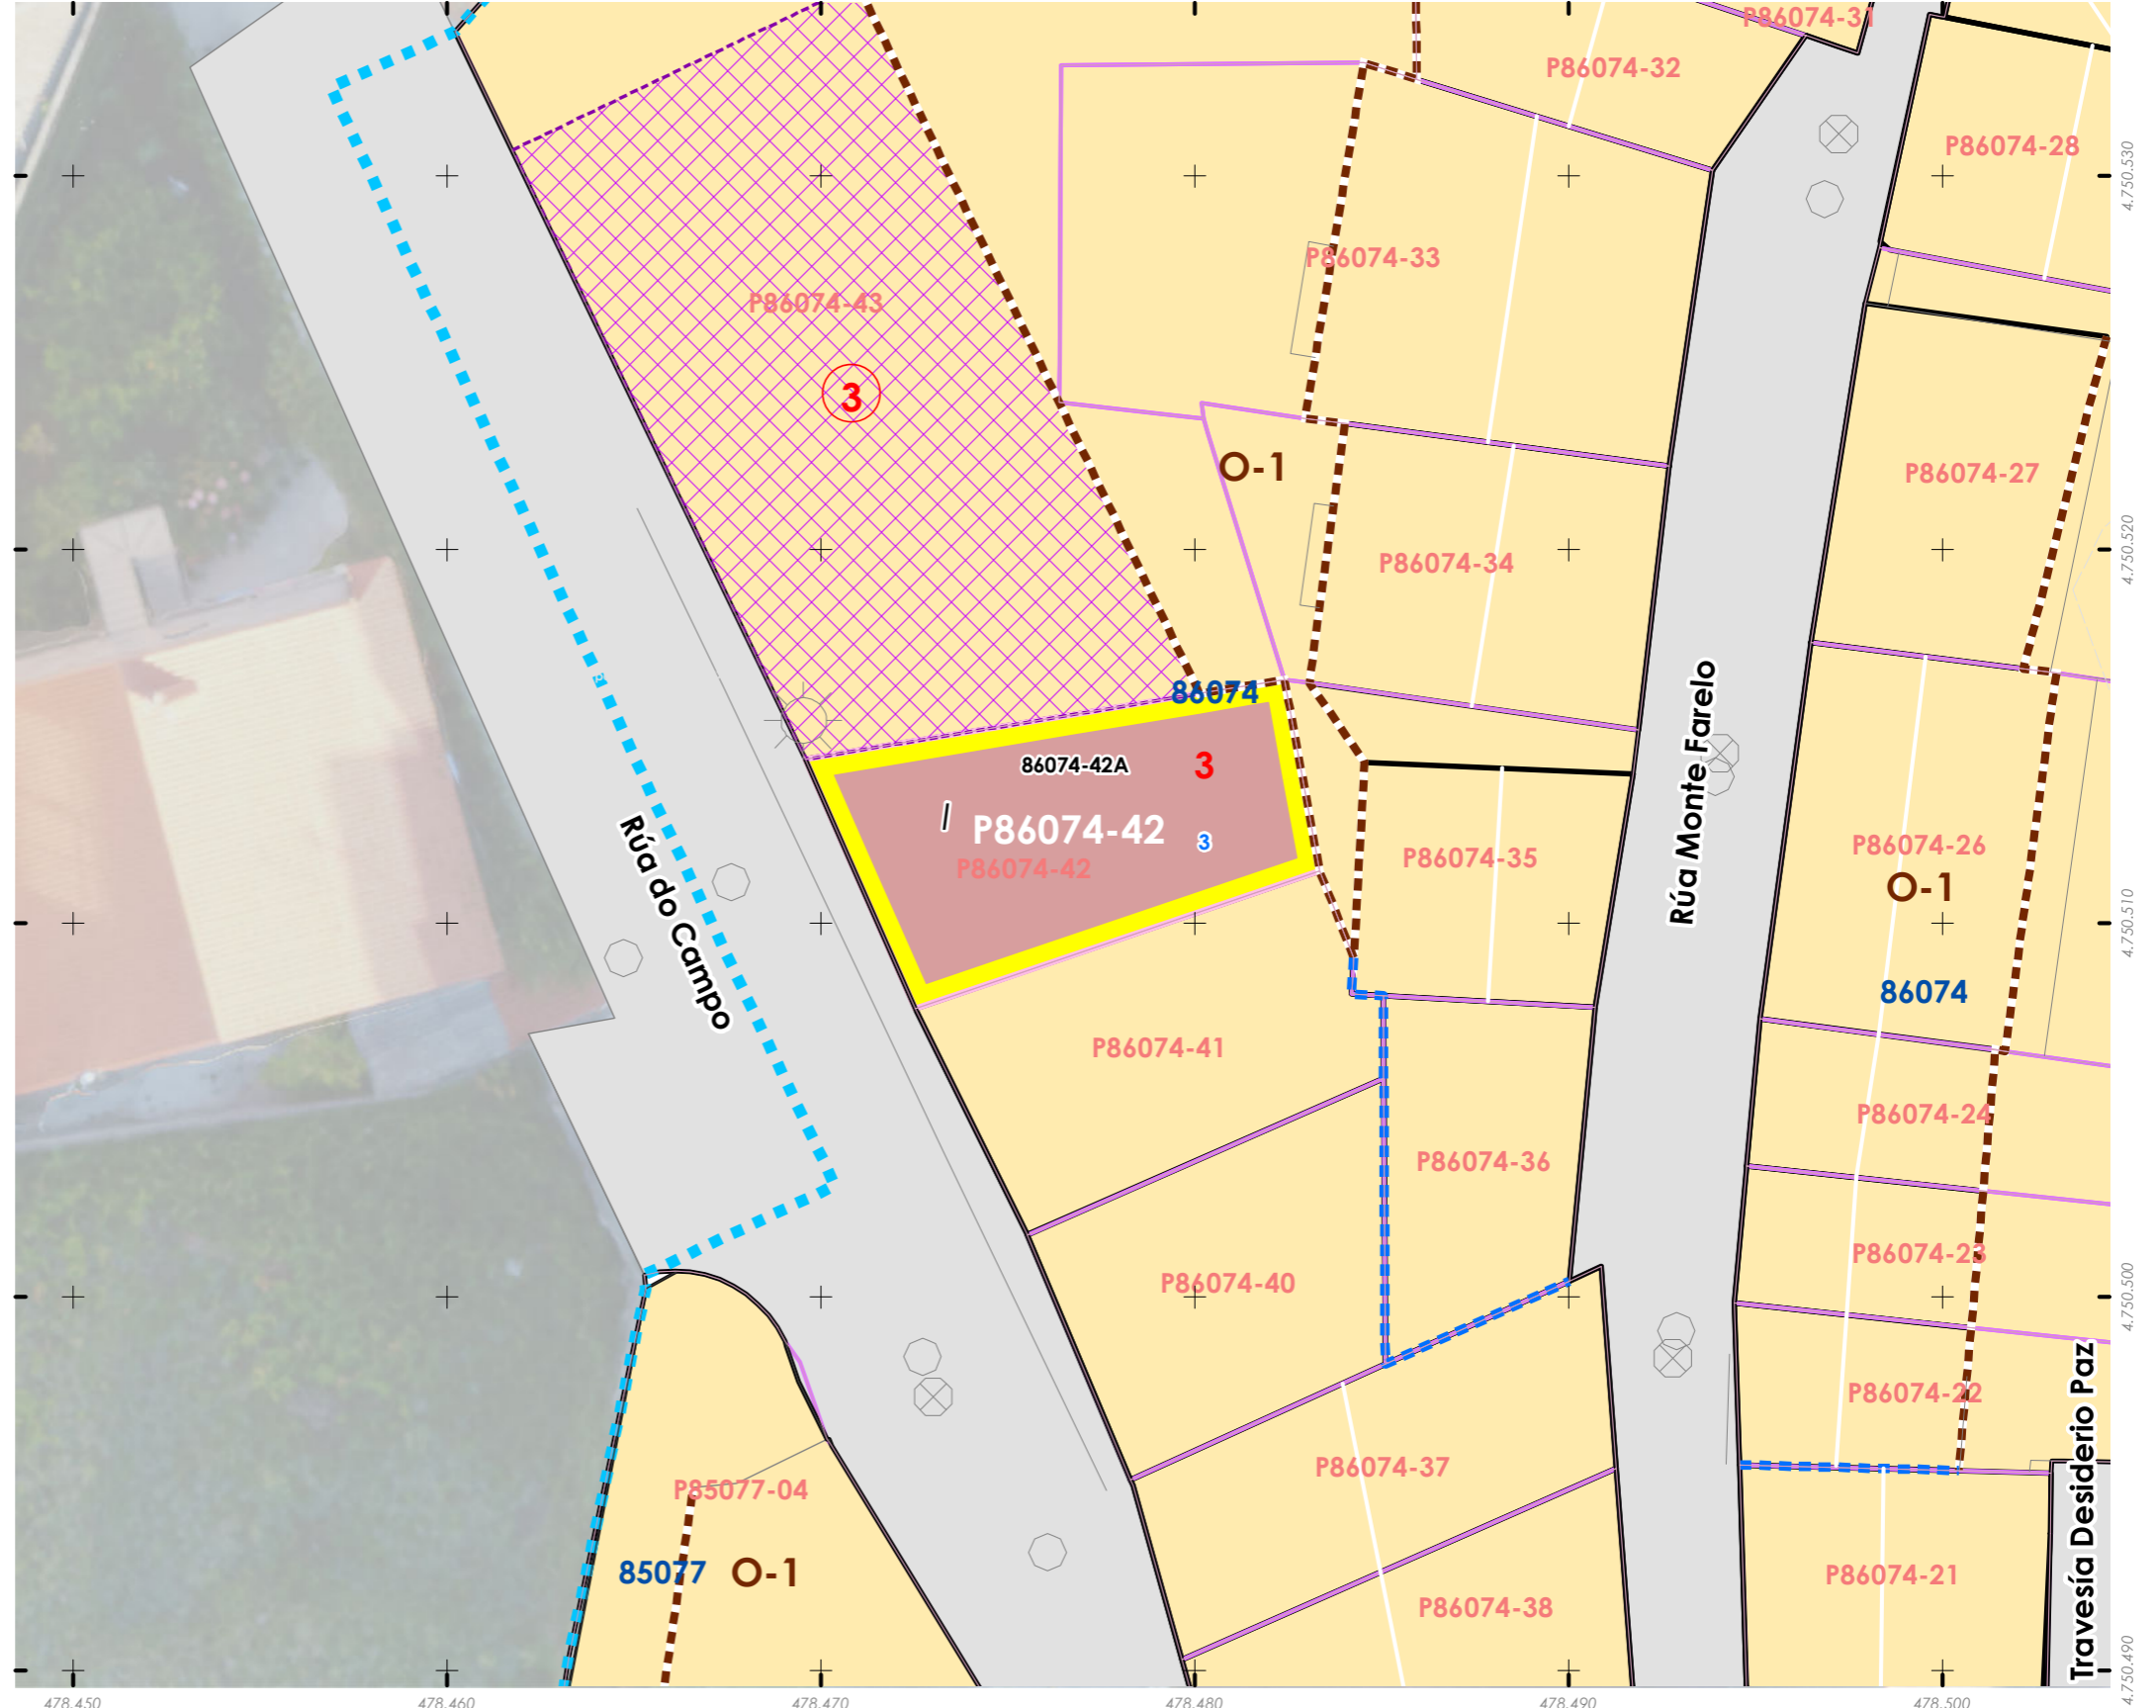 P86074-31
P86074-32
P86074-28
4.750.530
P86074-33
P86074-43
3
O-1
P86074-27
4.750.520
P86074-34
86074
86074-42A
3
I
P86074-42
3
P86074-42
Rúa do Campo
Rúa Monte Farelo
P86074-35
P86074-26
O-1
4.750.510
86074
P86074-41
P86074-24
P86074-36
P86074-23
P86074-40
4.750.500
P86074-22
P86074-37
P85077-04
85077
O-1
P86074-21
P86074-38
Travesía Desiderio Paz
4.750.490
478.450
478.460
478.470
478.480
478.490
478.500